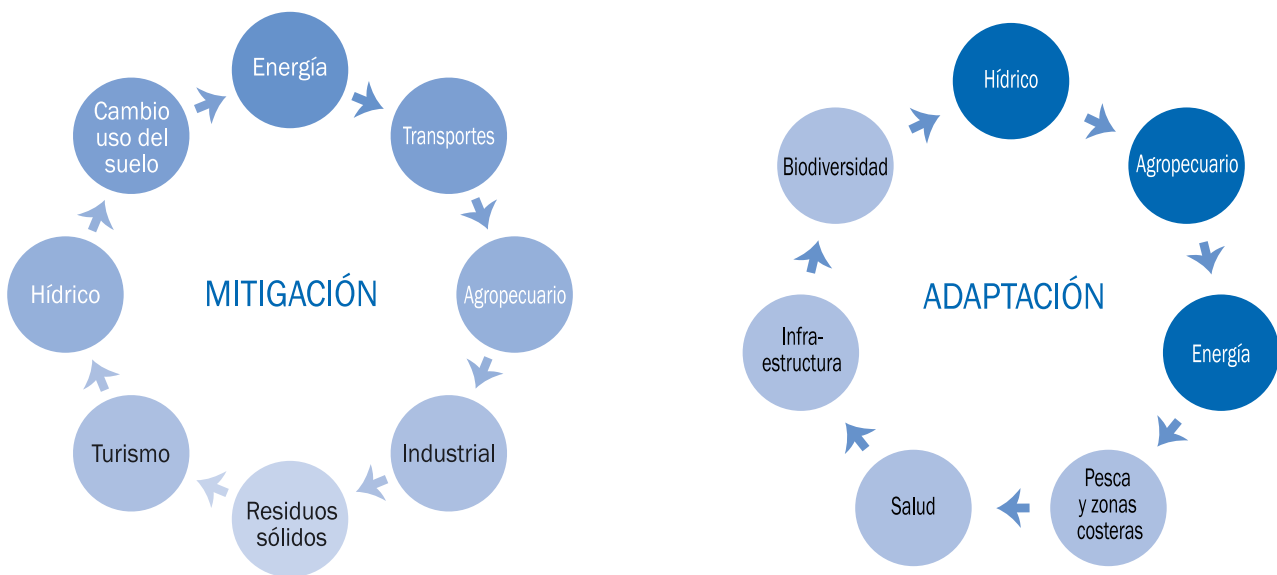 Energía
Transportes
Agropecuario
Industrial
Residuos
sólidos
Turismo
Hídrico
Cambio
uso del
suelo
MITIGACIÓN
Hídrico
Agropecuario
Energía
Pesca
y zonas
costeras
Salud
Infra-
estructura
Biodiversidad
ADAPTACIÓN